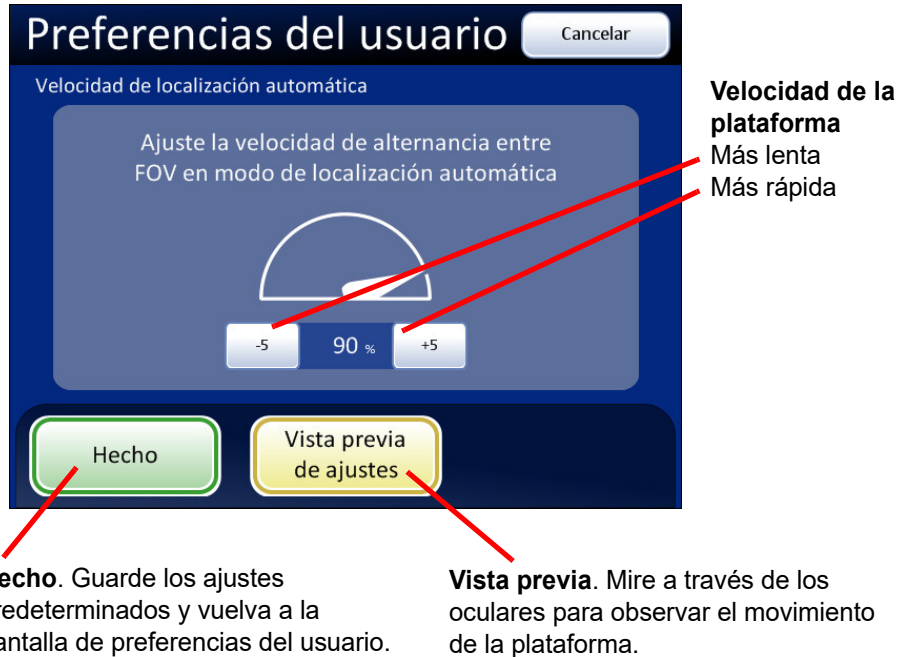 Preferencias del usuario
Cancelar
Velocidad de localización automática
Ajuste la velocidad de alternancia entre
FOV en modo de localización automática
-5
90 %
+5
Hecho
Vista previa
de ajustes
Velocidad de la
plataforma
Más lenta
Más rápida
echo. Guarde los ajustes
redeterminados y vuelva a la
antalla de preferencias del usuario.
Vista previa. Mire a través de los
oculares para observar el movimiento
de la plataforma.